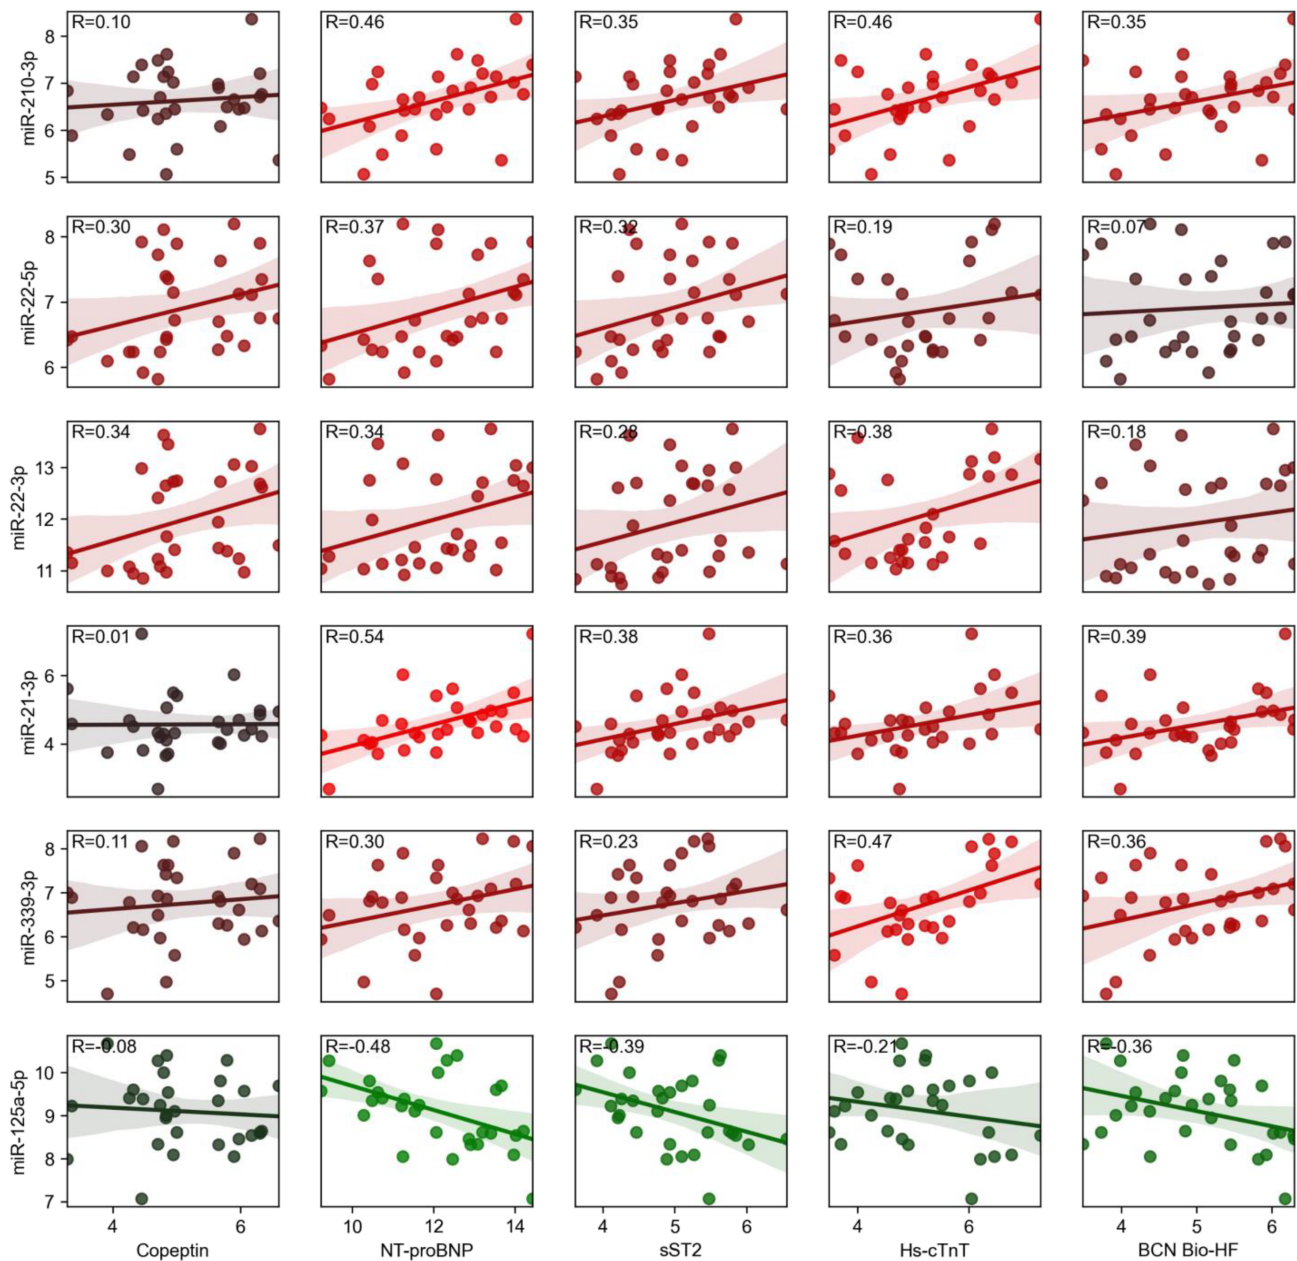 R=0.10 R=0.46 R=0.35 R=0.46 R=0.35
8
7
6
5
miR-210-3p
R=0.30 R=0.37 R=0.32 R=0.19 R=0.07
8
7
6
miR-22-5p
R=0.34 R=0.34 R=0.28 R=0.38 R=0.18
13
12
11
miR-22-3p
R=0.01 R=0.54 R=0.38 R=0.36 R=0.39
6
4
miR-21-3p
R=0.11 R=0.30 R=0.23 R=0.47 R=0.36
8
7
6
5
miR-339-3p
R=-0.08 R=-0.48 R=-0.39 R=-0.21 R=-0.36
10
9
8
7
miR-125a-5p
4 6 10 12 14 4 5 6 4 6 4 5 6
Copeptin NT-proBNP sST2 Hs-cTnT BCN Bio-HF